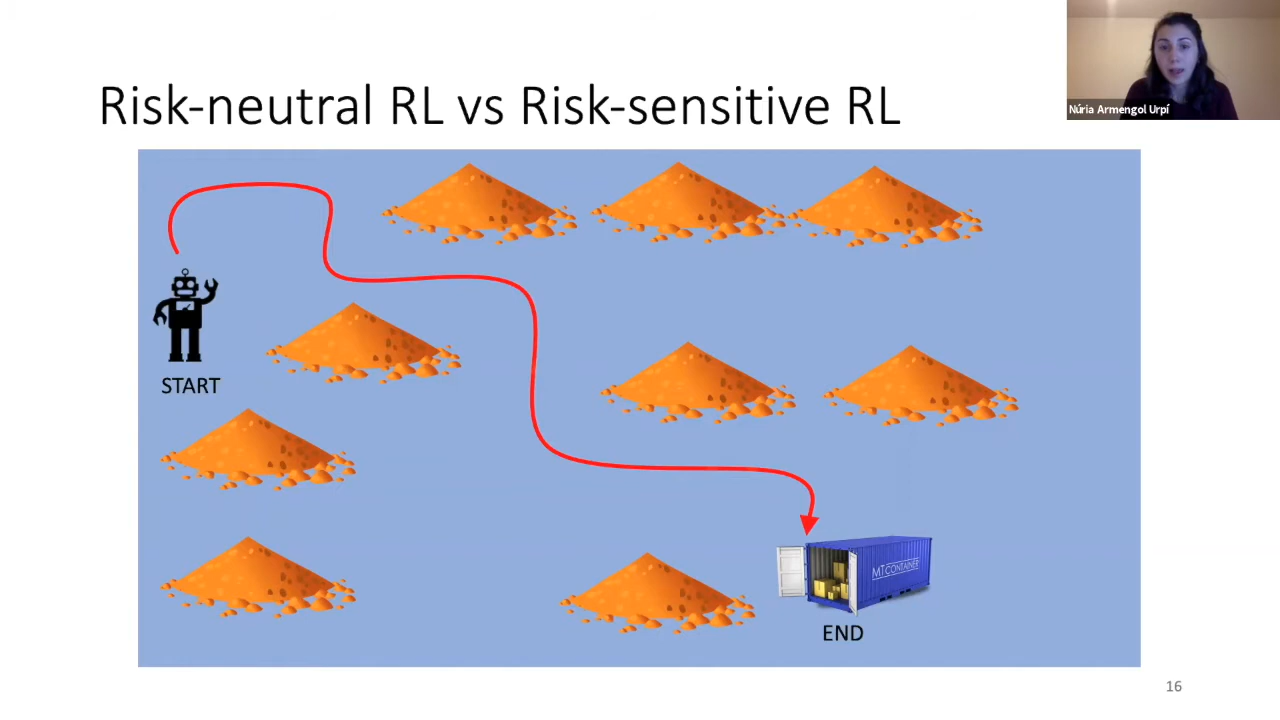 Risk-neutral RL vs Risk-sensitive RL
Núria Armengol Urpí
START
MT.CONTAINER
END
16